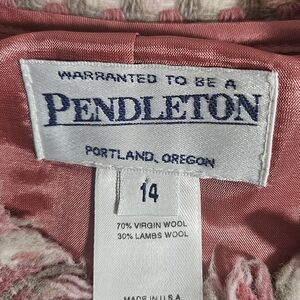 WARRANTED TO BE A
PENDLETON
PORTLAND, OREGON
14
70% VIRGIN WOOL
30% LAMBS WOOL
MADE IN U.S.A